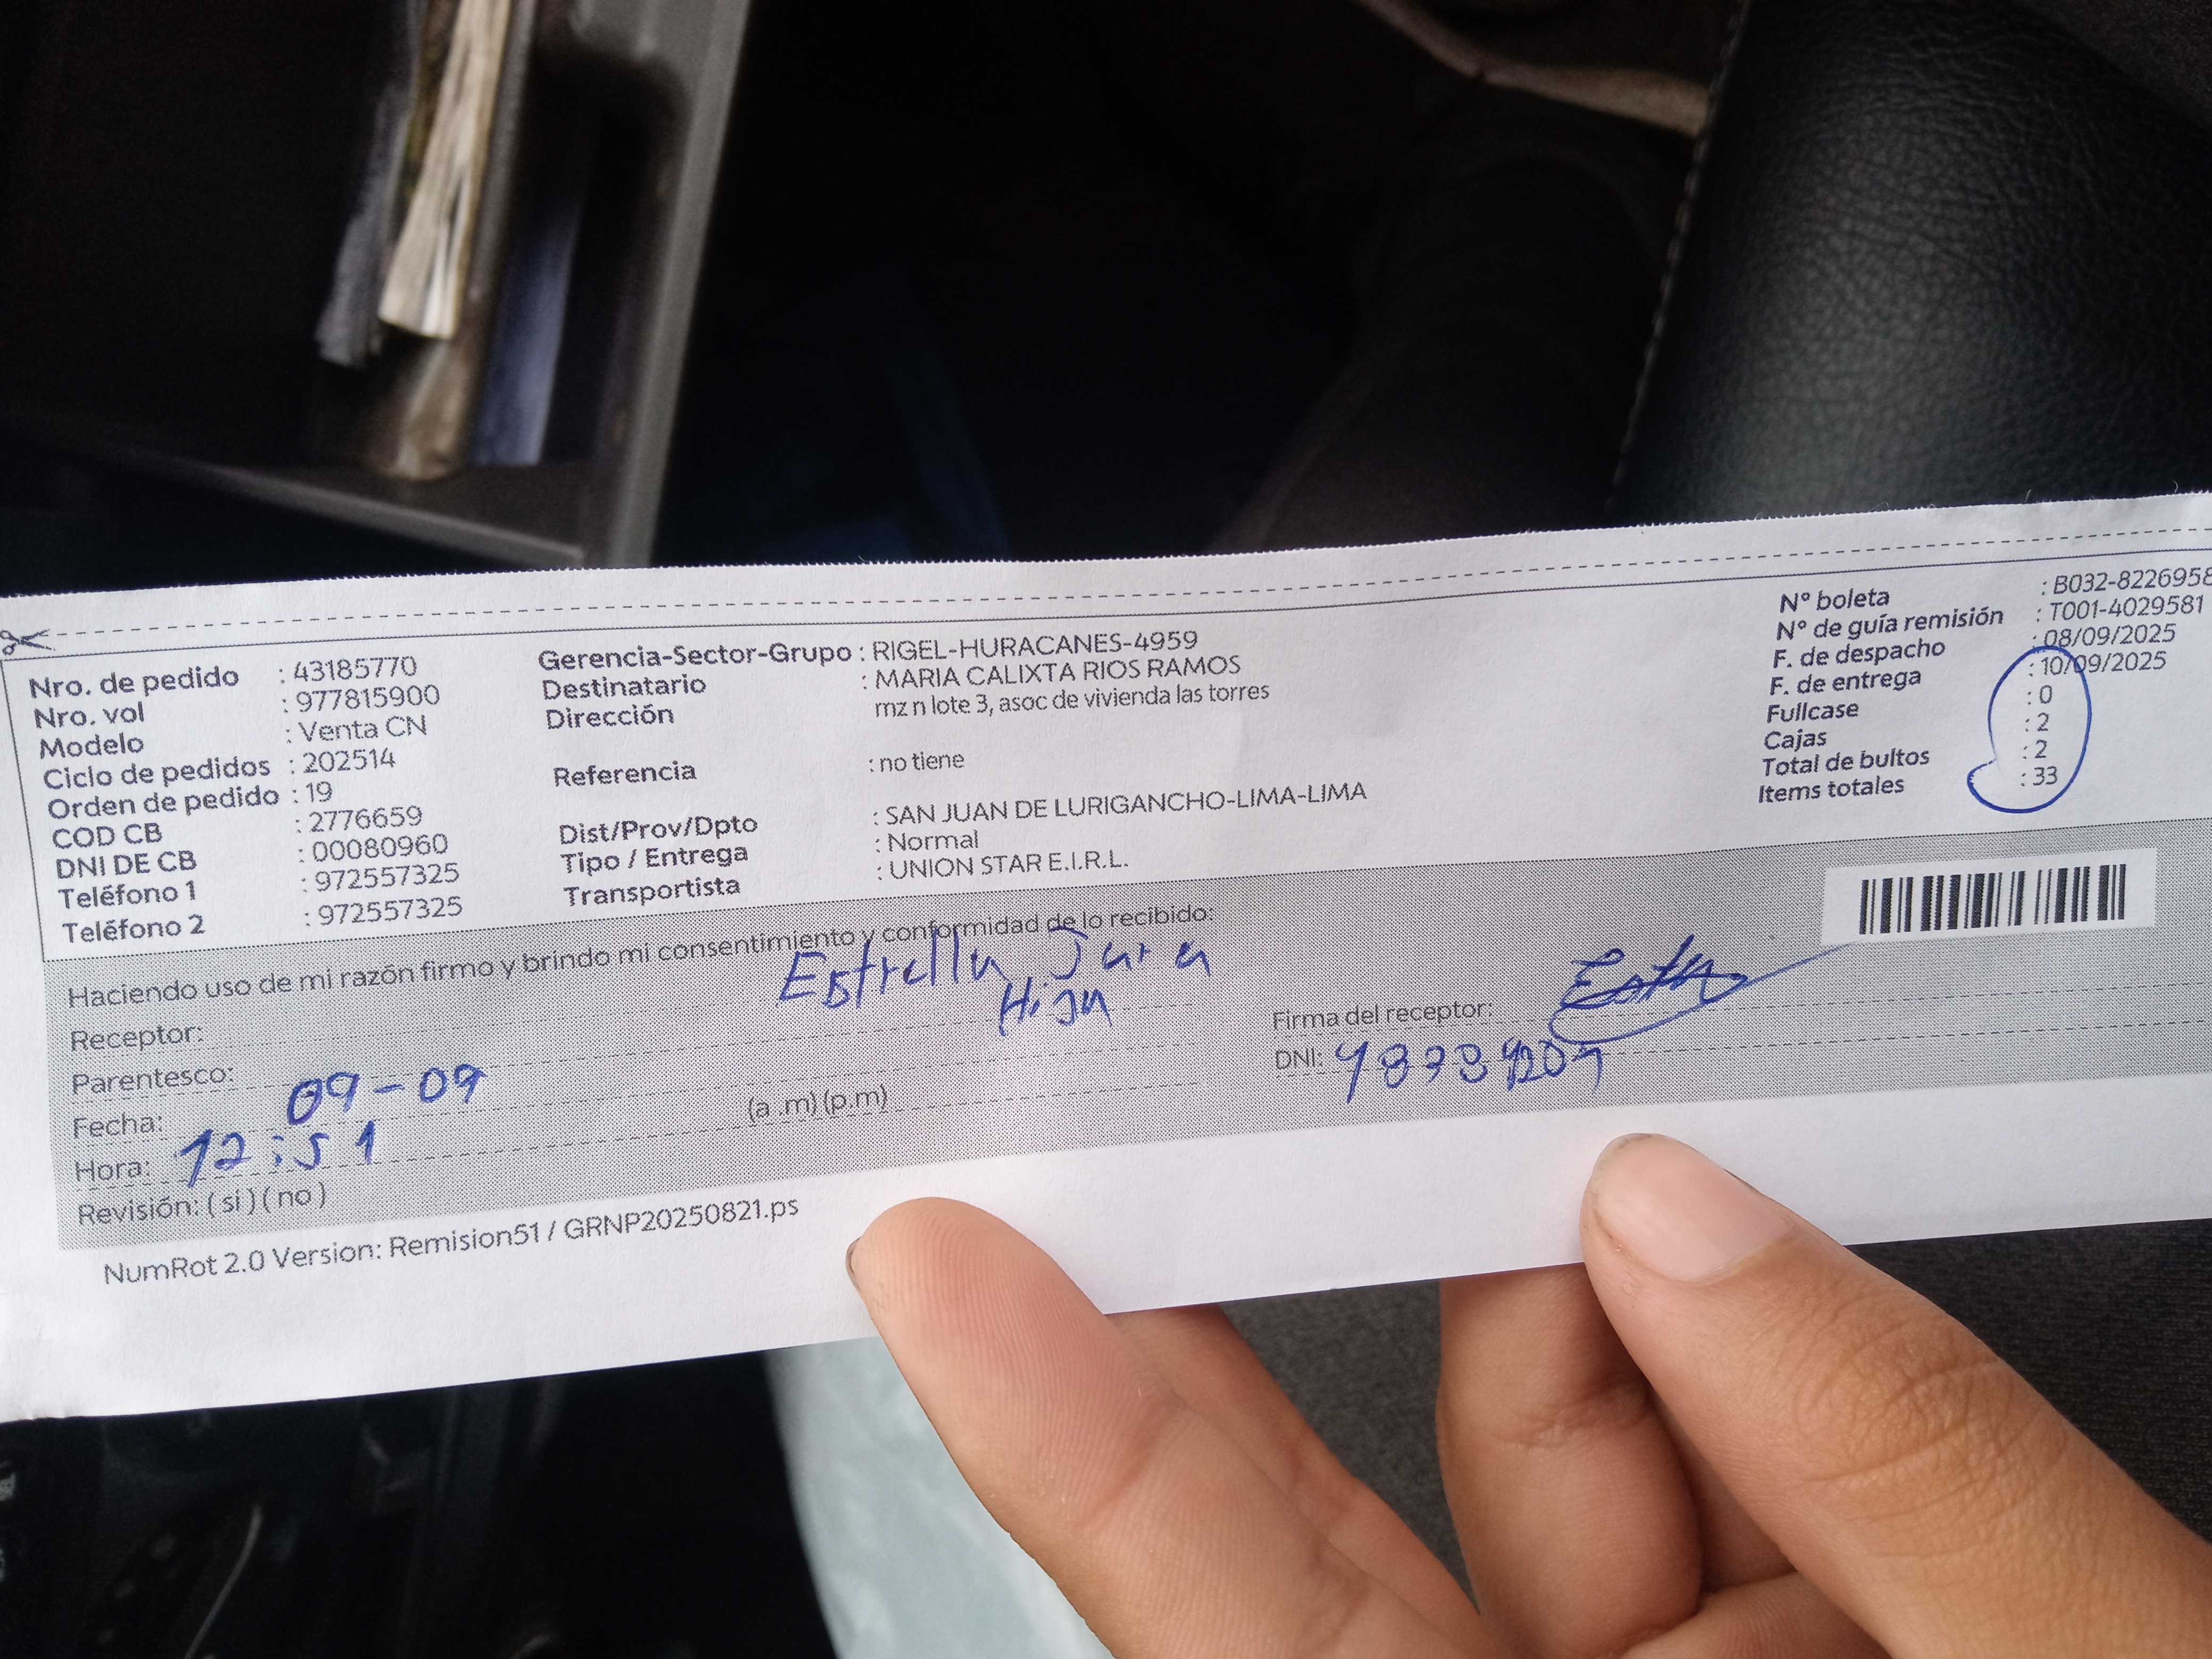 Nro. de pedido : 43185770
Nro. vol : 977815900
Modelo : Venta CN
Ciclo de pedidos : 202514
Orden de pedido : 19
COD CB : 2776659
DNI DE CB : 00080960
Teléfono 1 : 972557325
Teléfono 2 : 972557325
Gerencia-Sector-Grupo : RIGEL-HURACANES-4959
Destinatario : MARIA CALIXTA RIOS RAMOS
Dirección mz n lote 3, asoc de vivienda las torres
Referencia : no tiene
Dist/Prov/Dpto : SAN JUAN DE LURIGANCHO-LIMA-LIMA
Tipo / Entrega : Normal
Transportista : UNION STAR E.I.R.L.
N° boleta : B032-8226958
N° de guía remisión : T001-4029581
F. de despacho : 08/09/2025
F. de entrega : 10/09/2025
Fullcase : 0
Cajas : 2
Total de bultos : 2
Items totales : 33
Haciendo uso de mi razón firmo y brindo mi consentimiento y conformidad de lo recibido:
Receptor: Estrella Jara
Parentesco: Hija
Fecha: 09-09
Hora: 12:51 (a .m) (p.m)
Revisión: ( si ) ( no )
Firma del receptor:
DNI:
NumRot 2.0 Version: Remision51 / GRNP20250821.ps